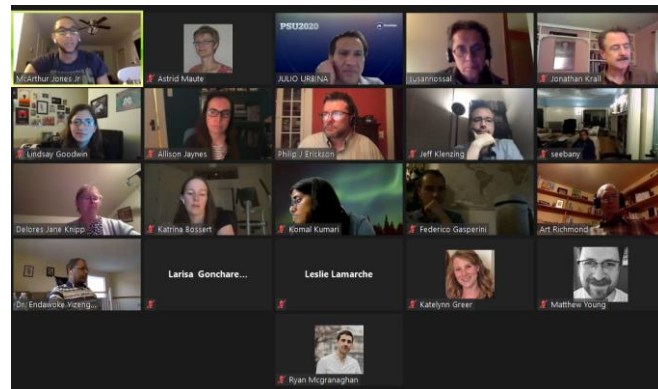 PSU2020
McArthur Jones Jr
Astrid Maute
JULIO URBINA
susannossal
Jonathan Krall
Lindsay Goodwin
Allison Jaynes
Philip J Erickson
Jeff Klenzing
seebany
Delores Jane Knipp
Katrina Bossert
Komal Kumari
Federico Gasperini
Art Richmond
Dr. Endawoke Yizeng...
Larisa Gonchare...
Leslie Lamarche
Katelynn Greer
Matthew Young
Ryan Mcgranaghan